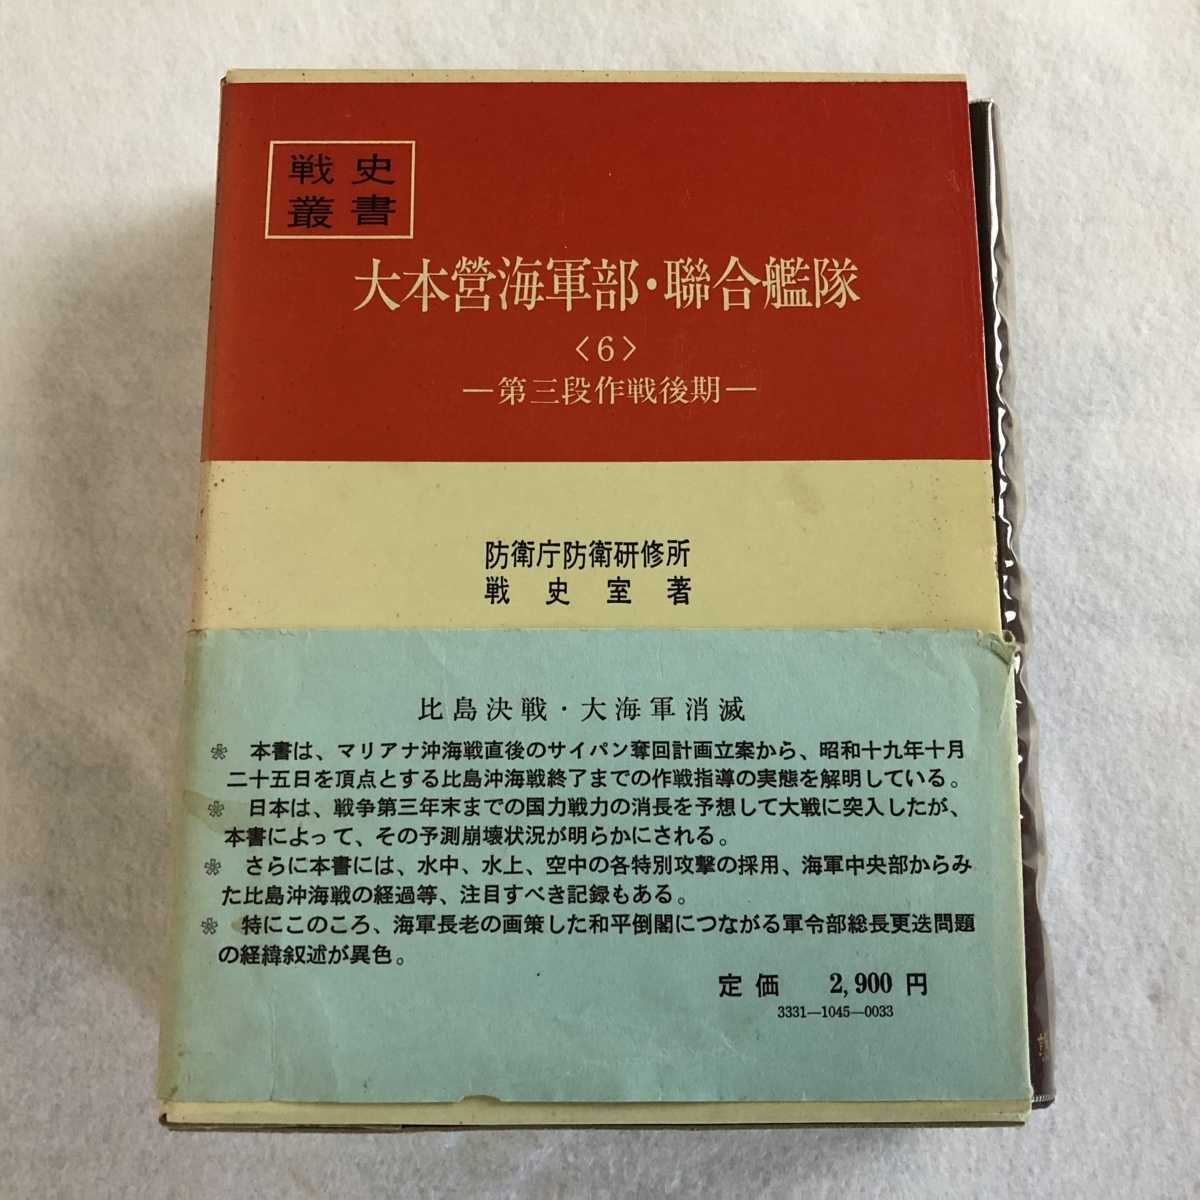 戦史
叢書
大本營海軍部・聯合艦隊
〈6〉
―第三段作戦後期―
防衛庁防衛研修所
戦史室著
比島決戦・大海軍消滅
❀ 本書は、マリアナ沖海戦直後のサイパン奪回計画立案から、昭和十九年十月
二十五日を頂点とする比島沖海戦終了までの作戦指導の実態を解明している。
❀ 日本は、戦争第三年末までの国力戦力の消長を予想して大戦に突入したが、
本書によって、その予測崩壊状況が明らかにされる。
❀ さらに本書には、水中、水上、空中の各特別攻撃の採用、海軍中央部からみ
た比島沖海戦の経過等、注目すべき記録もある。
❀ 特にこのころ、海軍長老の画策した和平倒閣につながる軍令部総長更迭問題
の経緯叙述が異色。
定価 2,900円
3331―1045―0033